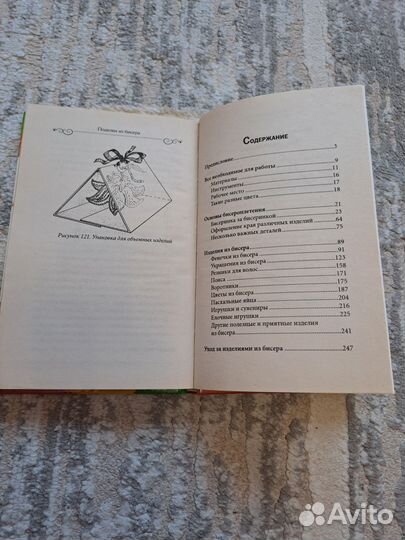 Поделки из бисера
Рисунок 121. Упаковка для объемных изделий
СОДЕРЖАНИЕ
Предисловие 3
Все необходимое для работы 9
Материалы 11
Инструменты 16
Рабочее место 17
Такие разные цвета 18
Основы бисероплетения 21
Бисеринка за бисеринкой 23
Оформление края различных изделий 64
Несколько важных деталей 75
Изделия из бисера 89
Фенечки из бисера 91
Украшения из бисера 123
Резинки для волос 158
Пояса 171
Воротники 175
Цветы из бисера 187
Пасхальные яйца 204
Игрушки и сувениры 216
Елочные игрушки 225
Другие полезные и приятные изделия
из бисера 241
Уход за изделиями из бисера 247
Avito